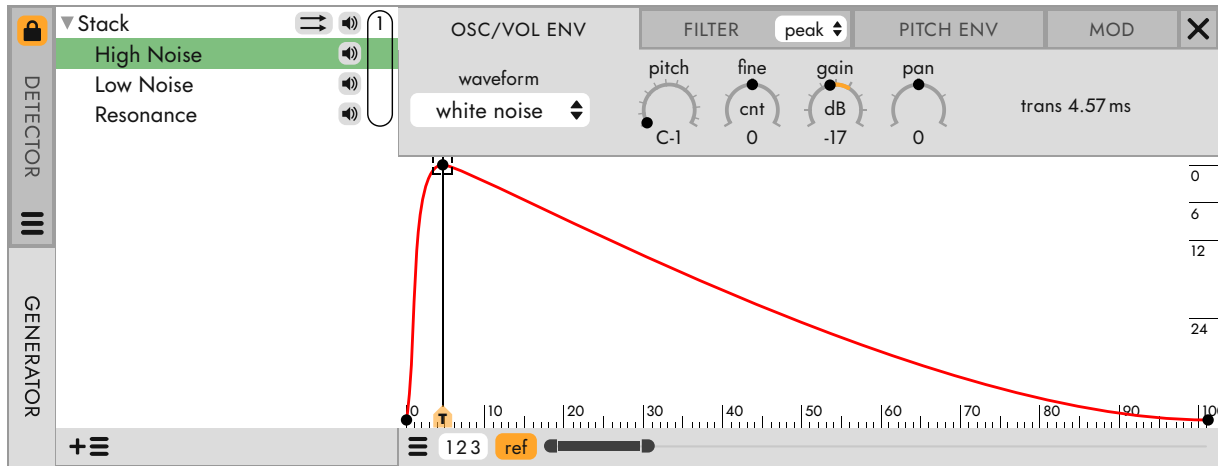 Stack
1
High Noise
Low Noise
Resonance
DETECTOR
GENERATOR
OSC/VOL ENV
FILTER
peak
PITCH ENV
MOD
waveform
white noise
pitch
C-1
fine
cnt
0
gain
dB
-17
pan
0
trans 4.57 ms
0
6
12
24
0 10 20 30 40 50 60 70 80 90 100
T
123
ref